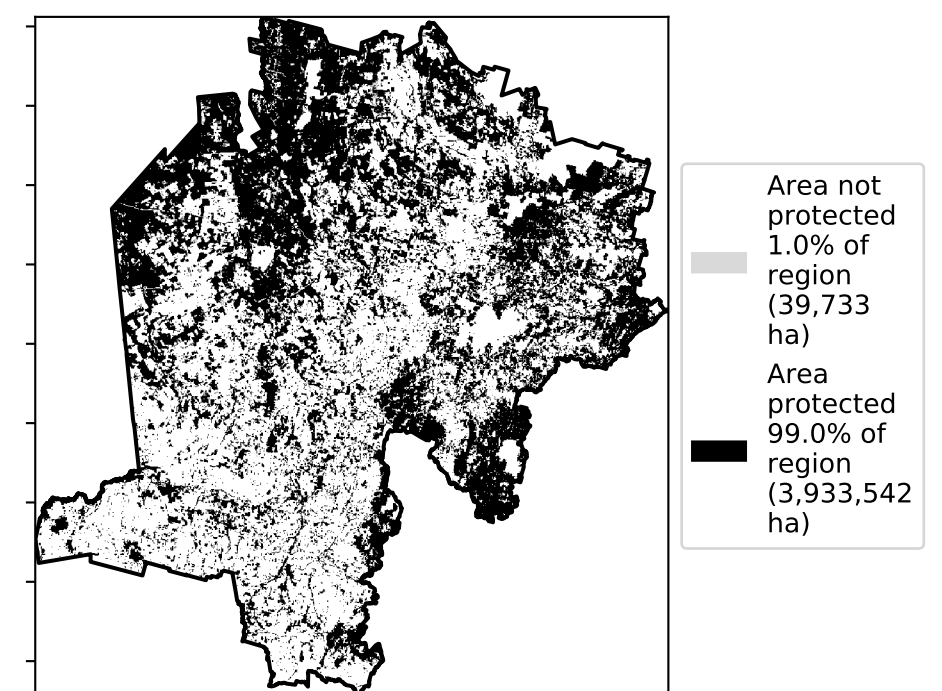 Area not
protected
1.0% of
region
(39,733
ha)
Area
protected
99.0% of
region
(3,933,542
ha)